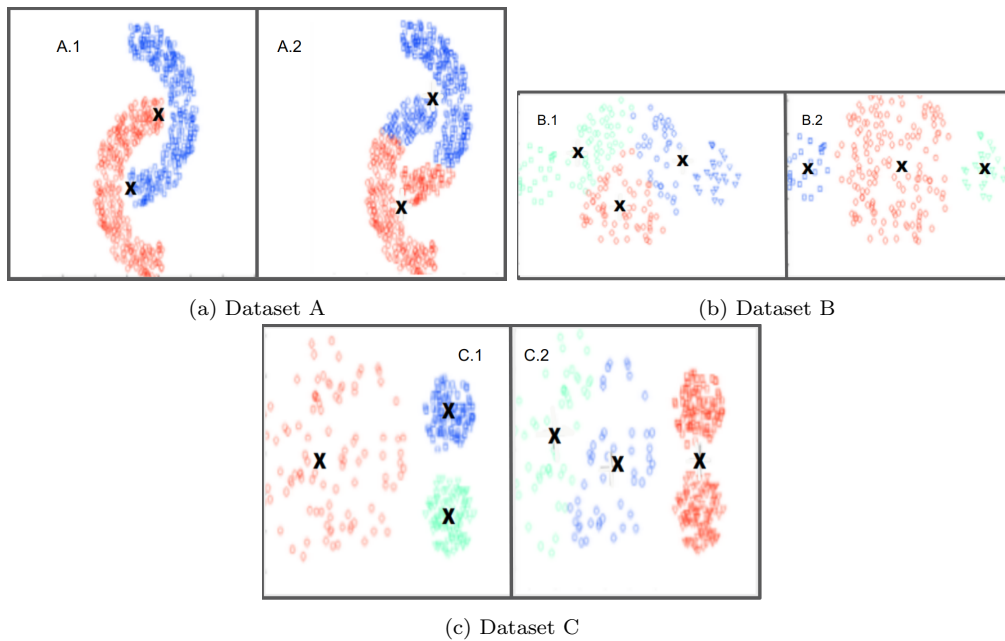 A.1
A.2
X
X
X
X
B.1
B.2
x
x
x
x
x
x
(a) Dataset A
(b) Dataset B
C.1
C.2
X
X
X
X
X
X
(c) Dataset C